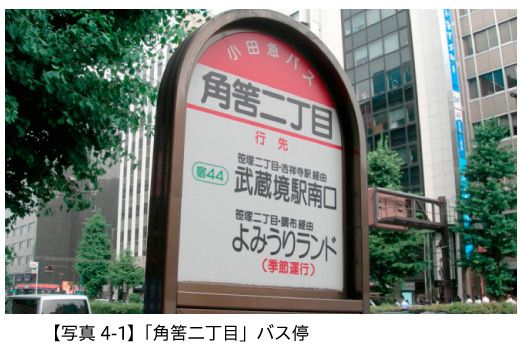 小田急バス
角筈二丁目
行先
笹塚二丁目・吉祥寺駅 経由
宿44 武蔵境駅南口
笹塚二丁目・調布 経由
よみうりランド
(季節運行)
【写真 4-1】「角筈二丁目」バス停